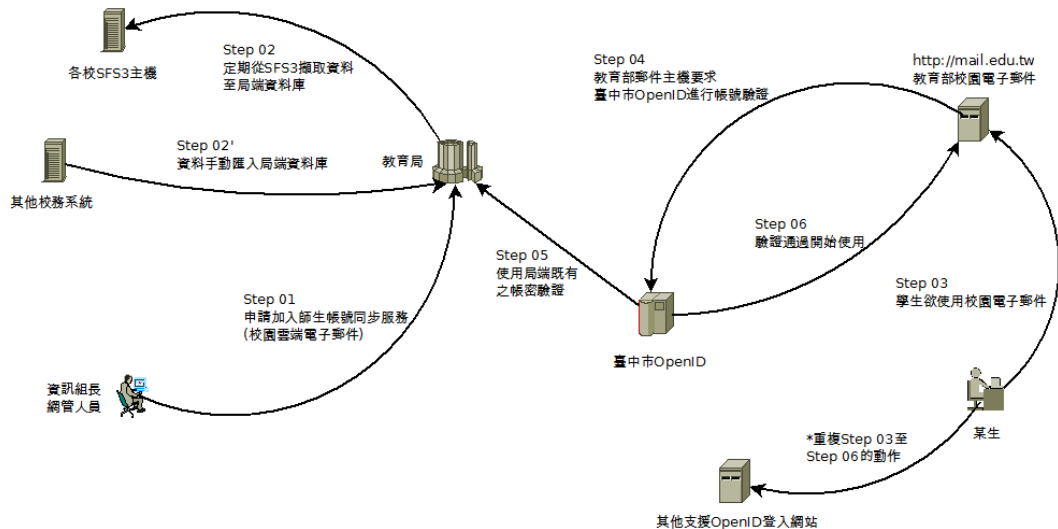 各校SFS3主機
Step 02
定期從SFS3擷取資料
至局端資料庫
Step 04
教育部郵件主機要求
臺中市OpenID進行帳號驗證
http://mail.edu.tw
教育部校園電子郵件
Step 02'
資料手動匯入局端資料庫
教育局
其他校務系統
Step 05
使用局端既有
之帳密驗證
Step 06
驗證通過開始使用
Step 01
申請加入師生帳號同步服務
(校園雲端電子郵件)
Step 03
學生欲使用校園電子郵件
臺中市OpenID
資訊組長
網管人員
某生
*重複Step 03至
Step 06的動作
其他支援OpenID登入網站